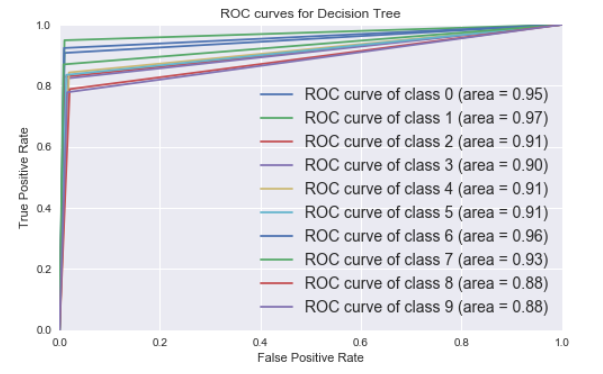 ROC curves for Decision Tree
1.0
0.8
0.6
0.4
0.2
0.0
True Positive Rate
ROC curve of class 0 (area = 0.95)
ROC curve of class 1 (area = 0.97)
ROC curve of class 2 (area = 0.91)
ROC curve of class 3 (area = 0.90)
ROC curve of class 4 (area = 0.91)
ROC curve of class 5 (area = 0.91)
ROC curve of class 6 (area = 0.96)
ROC curve of class 7 (area = 0.93)
ROC curve of class 8 (area = 0.88)
ROC curve of class 9 (area = 0.88)
0.0 0.2 0.4 0.6 0.8 1.0
False Positive Rate